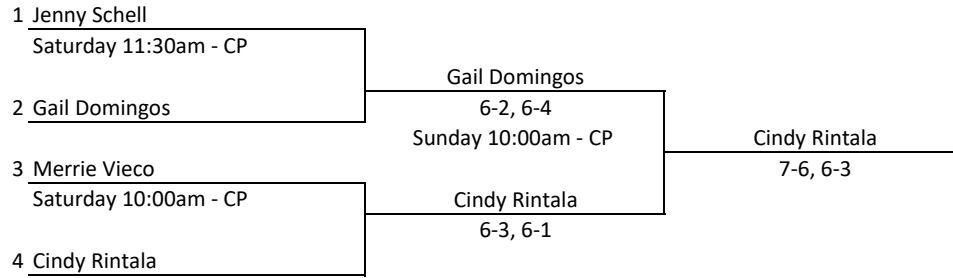 1 Jenny Schell
Saturday 11:30am - CP
Gail Domingos
2 Gail Domingos
6-2, 6-4
Sunday 10:00am - CP
Cindy Rintala
3 Merrie Vieco
7-6, 6-3
Saturday 10:00am - CP
Cindy Rintala
6-3, 6-1
4 Cindy Rintala